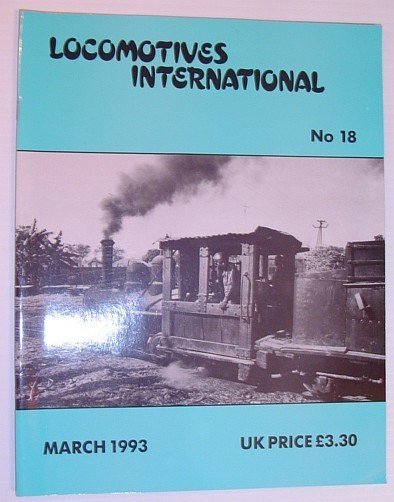 LOCOMOTIVES
INTERNATIONAL
No 18
MARCH 1993
UK PRICE £3.30